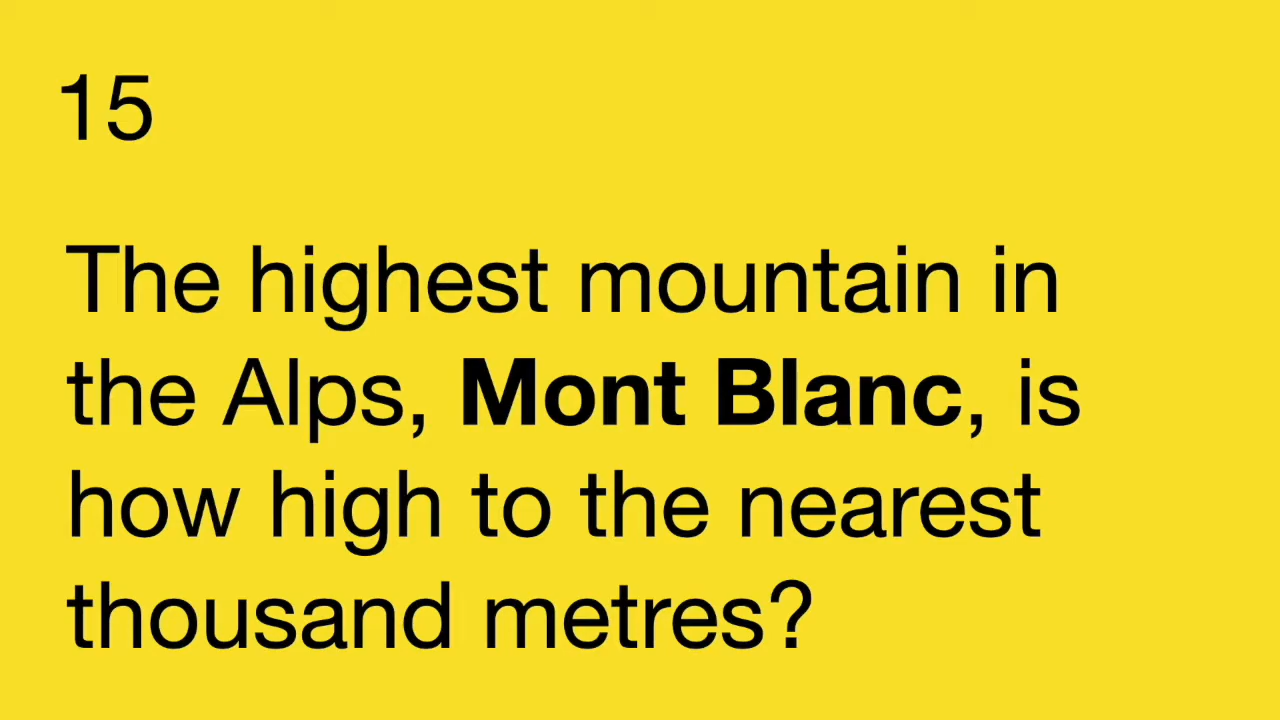 15
The highest mountain in
the Alps, Mont Blanc, is
how high to the nearest
thousand metres?